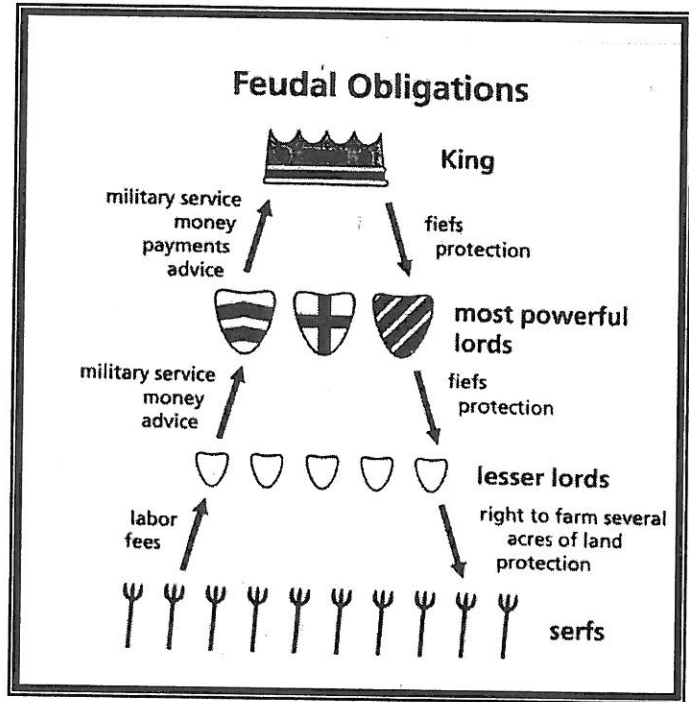 Feudal Obligations
King
military service
money
payments
advice
fiefs
protection
most powerful
lords
military service
money
advice
fiefs
protection
lesser lords
labor
fees
right to farm several
acres of land
protection
serfs